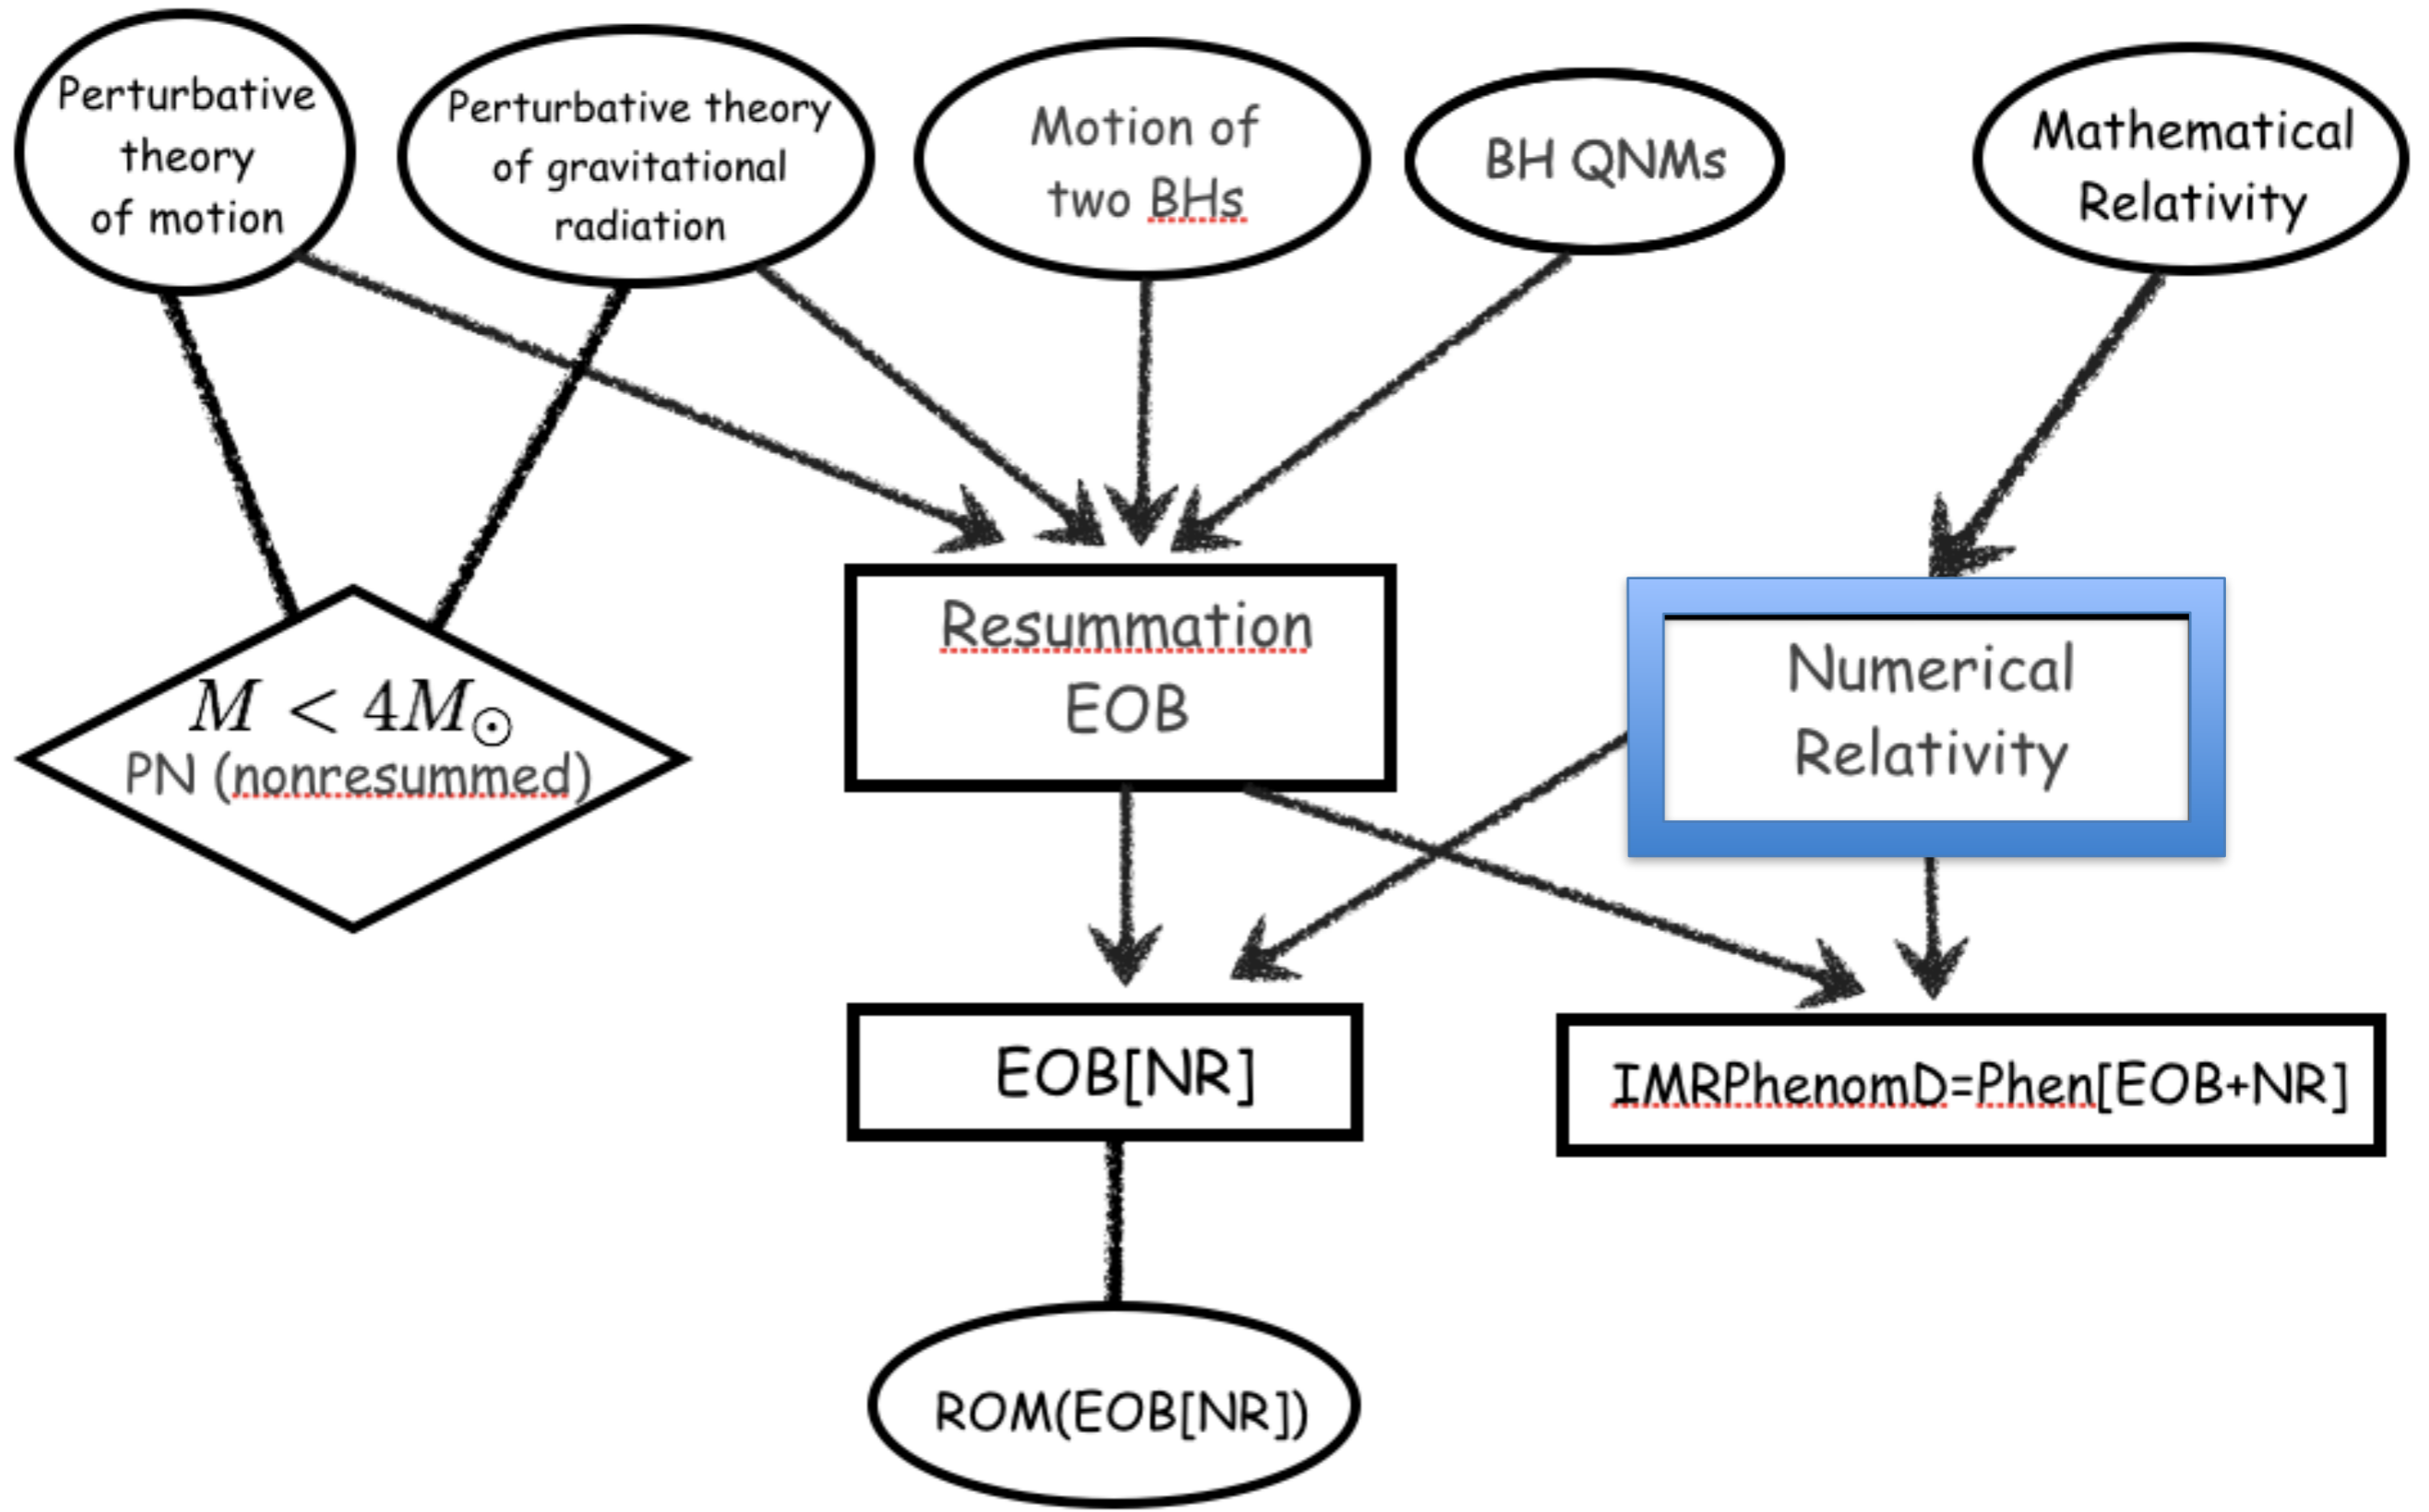 Perturbative
theory
of motion
Perturbative theory
of gravitational
radiation
Motion of
two BHs
BH QNMs
Mathematical
Relativity
M < 4M☉
PN (nonresummed)
Resummation
EOB
Numerical
Relativity
EOB[NR]
IMRPhenomD=Phen[EOB+NR]
ROM(EOB[NR])